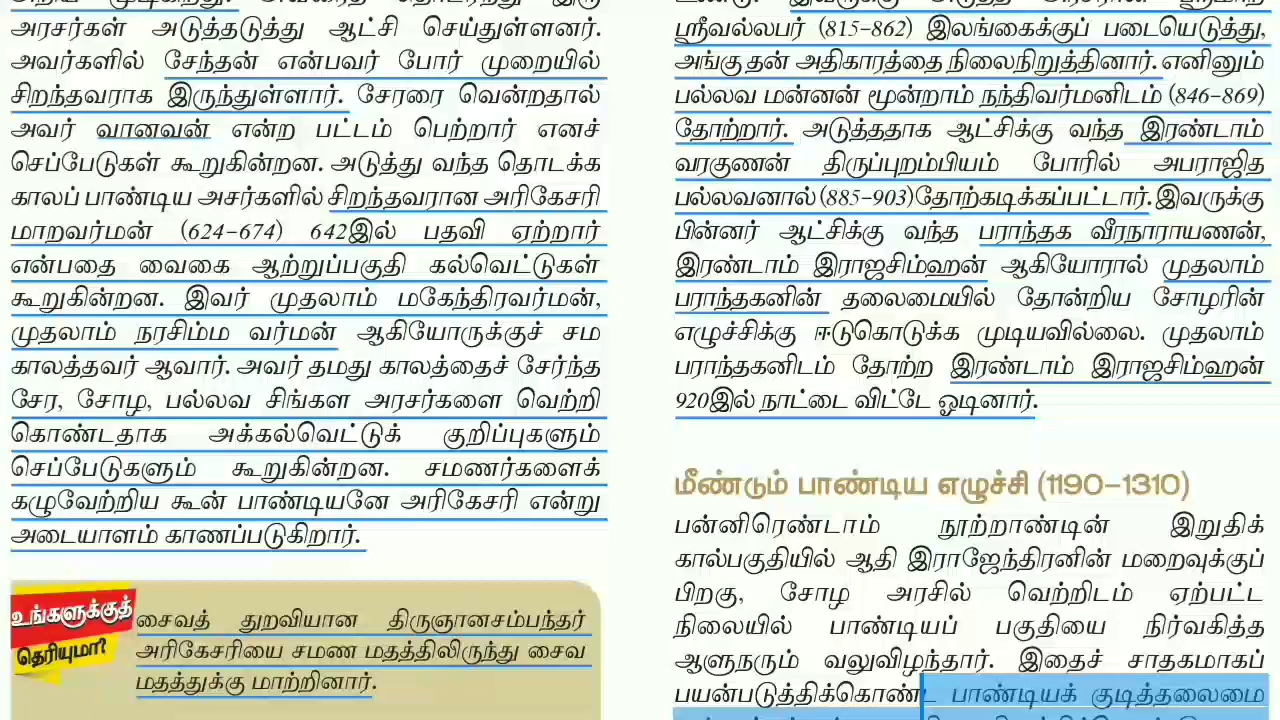 அரசர்கள் அடுத்தடுத்து ஆட்சி செய்துள்ளனர்.
அவர்களில் சேந்தன் என்பவர் போர் முறையில்
சிறந்தவராக இருந்துள்ளார். சேரரை வென்றதால்
அவர் வானவன் என்ற பட்டம் பெற்றார் எனச்
செப்பேடுகள் கூறுகின்றன. அடுத்து வந்த தொடக்க
காலப் பாண்டிய அசர்களில் சிறந்தவரான அரிகேசரி
மாறவர்மன் (624–674) 642இல் பதவி ஏற்றார்
என்பதை வைகை ஆற்றுப்பகுதி கல்வெட்டுகள்
கூறுகின்றன. இவர் முதலாம் மகேந்திரவர்மன்,
முதலாம் நரசிம்ம வர்மன் ஆகியோருக்குச் சம
காலத்தவர் ஆவார். அவர் தமது காலத்தைச் சேர்ந்த
சேர, சோழ, பல்லவ சிங்கள அரசர்களை வெற்றி
கொண்டதாக அக்கல்வெட்டுக் குறிப்புகளும்
செப்பேடுகளும் கூறுகின்றன. சமணர்களைக்
கழுவேற்றிய கூன் பாண்டியனே அரிகேசரி என்று
அடையாளம் காணப்படுகிறார்.
உங்களுக்குத்
தெரியுமா?
சைவத் துறவியான திருஞானசம்பந்தர்
அரிகேசரியை சமண மதத்திலிருந்து சைவ
மதத்துக்கு மாற்றினார்.
ஸ்ரீவல்லபர் (815–862) இலங்கைக்குப் படையெடுத்து,
அங்கு தன் அதிகாரத்தை நிலைநிறுத்தினார். எனினும்
பல்லவ மன்னன் மூன்றாம் நந்திவர்மனிடம் (846–869)
தோற்றார். அடுத்ததாக ஆட்சிக்கு வந்த இரண்டாம்
வரகுணன் திருப்புறம்பியம் போரில் அபராஜித
பல்லவனால் (885–903)தோற்கடிக்கப்பட்டார். இவருக்கு
பின்னர் ஆட்சிக்கு வந்த பராந்தக வீரநாராயணன்,
இரண்டாம் இராஜசிம்ஹன் ஆகியோரால் முதலாம்
பராந்தகனின் தலைமையில் தோன்றிய சோழரின்
எழுச்சிக்கு ஈடுகொடுக்க முடியவில்லை. முதலாம்
பராந்தகனிடம் தோற்ற இரண்டாம் இராஜசிம்ஹன்
920இல் நாட்டை விட்டே ஓடினார்.
மீண்டும் பாண்டிய எழுச்சி (1190–1310)
பன்னிரெண்டாம் நூற்றாண்டின் இறுதிக்
கால்பகுதியில் ஆதி இராஜேந்திரனின் மறைவுக்குப்
பிறகு, சோழ அரசில் வெற்றிடம் ஏற்பட்ட
நிலையில் பாண்டியப் பகுதியை நிர்வகித்த
ஆளுநரும் வலுவிழந்தார். இதைச் சாதகமாகப்
பயன்படுத்திக்கொண்ட பாண்டியக் குடித்தலைமை